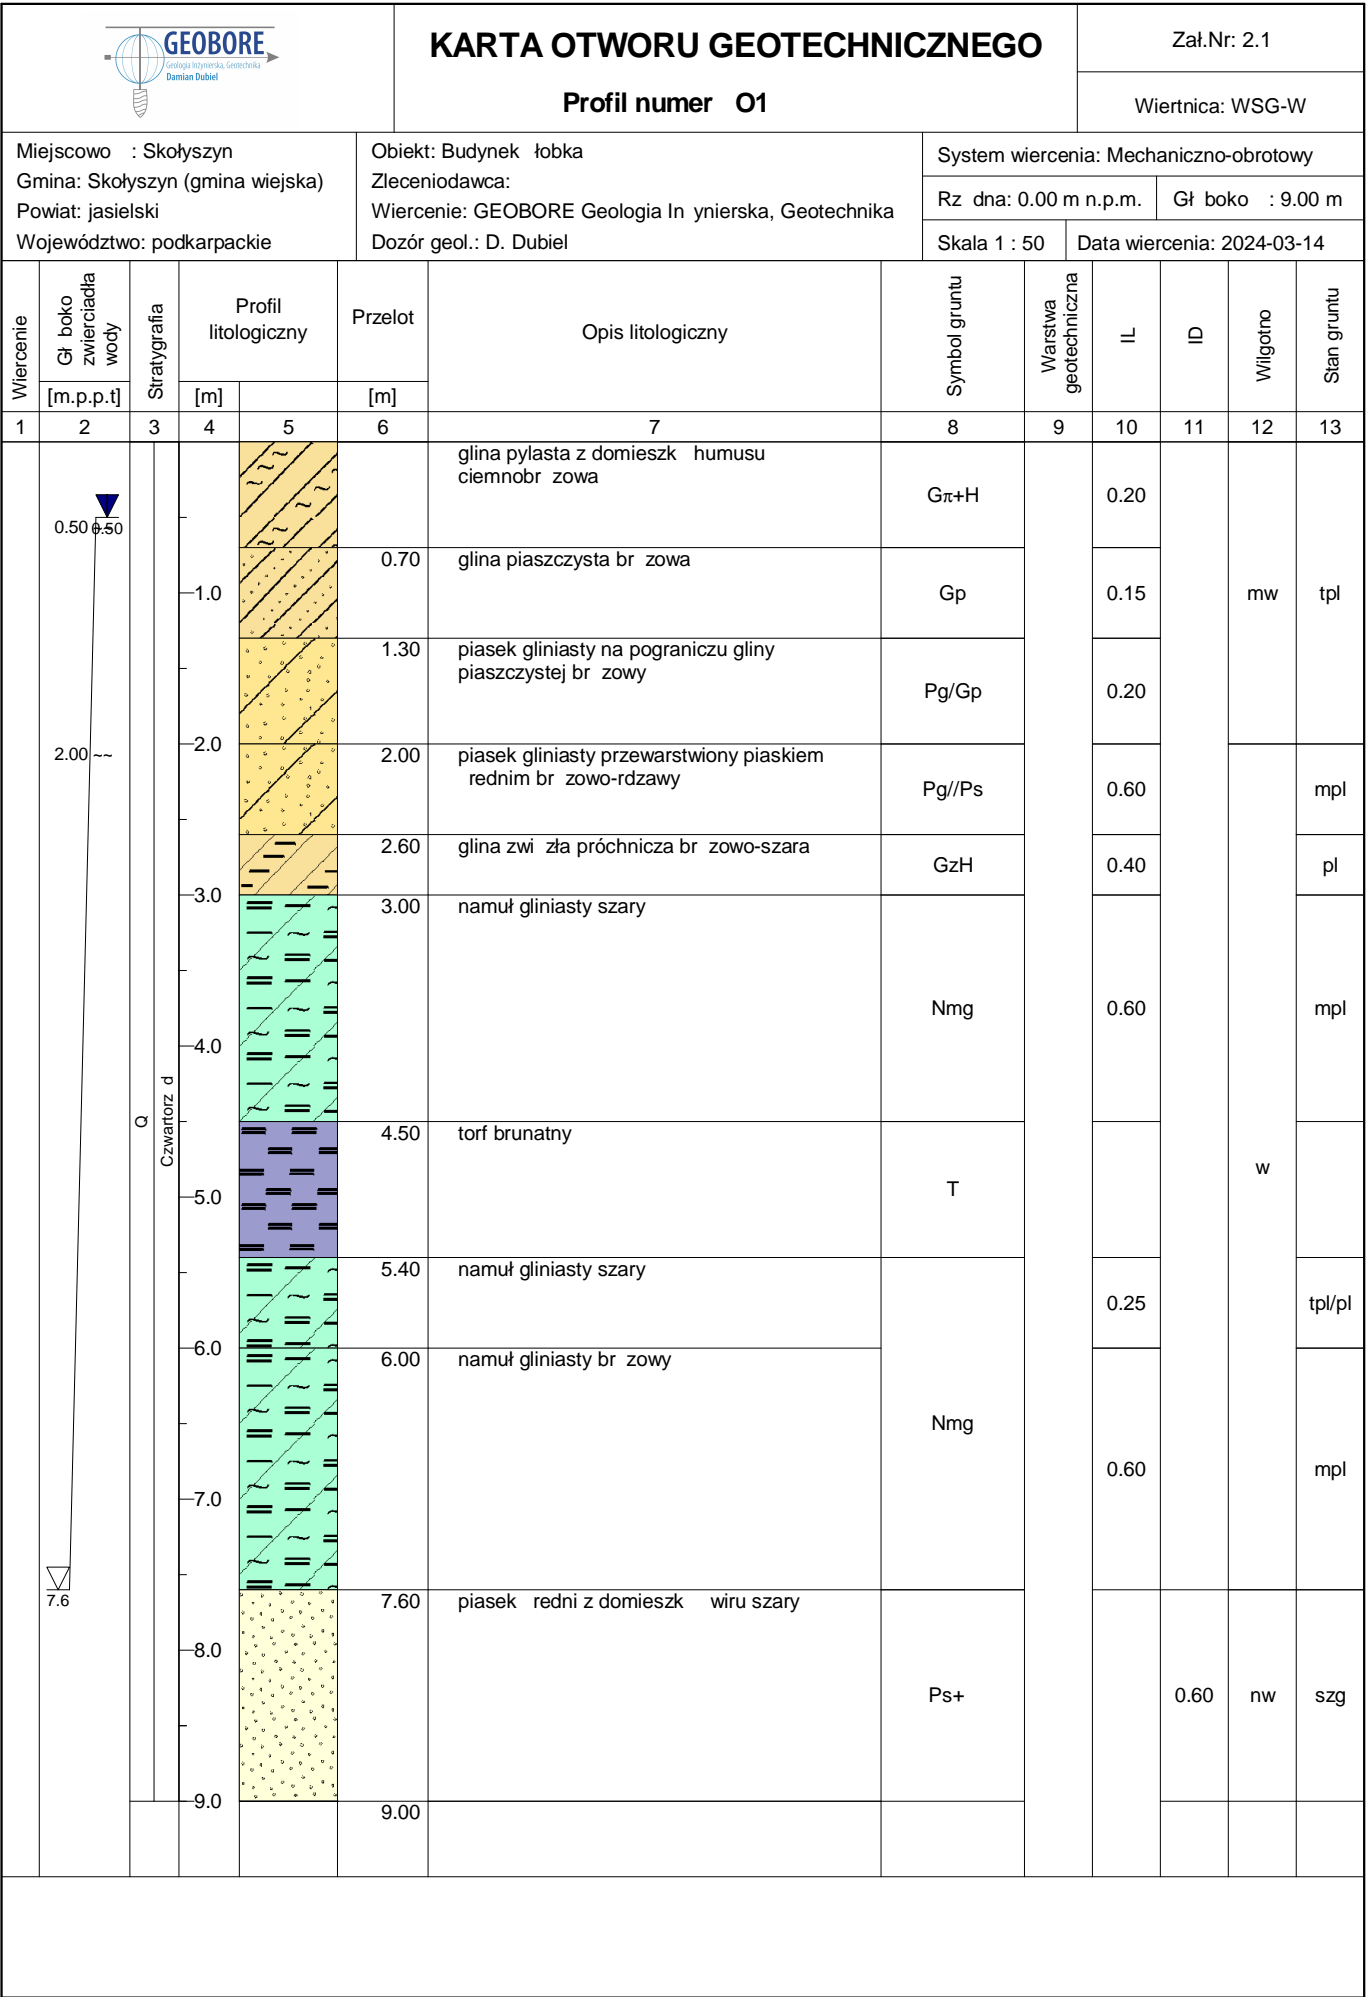 GEOBORE
Geologia Inżynierska, Geotechnika
Damian Dubiel
KARTA OTWORU GEOTECHNICZNEGO
Profil numer O1
Zał.Nr: 2.1
Wiertnica: WSG-W
Miejscowo : Skołyszyn
Gmina: Skołyszyn (gmina wiejska)
Powiat: jasielski
Województwo: podkarpackie
Obiekt: Budynek łobka
Zleceniodawca:
Wiercenie: GEOBORE Geologia In ynierska, Geotechnika
Dozór geol.: D. Dubiel
System wiercenia: Mechaniczno-obrotowy
Rz dna: 0.00 m n.p.m. Gł boko : 9.00 m
Skala 1 : 50 Data wiercenia: 2024-03-14
Wiercenie
Gł boko
zwierciadła
wody
[m.p.p.t]
Stratygrafia
Profil
litologiczny
[m]
Przelot
[m]
Opis litologiczny
Symbol gruntu
Warstwa
geotechniczna
IL
ID
Wilgotno
Stan gruntu
1 2 3 4 5 6 7 8 9 10 11 12 13
glina pylasta z domieszk humusu
ciemnobr zowa
Gπ+H 0.20
0.50 ~~ 0.50
0.70 glina piaszczysta br zowa
1.0 Gp 0.15 mw tpl
1.30 piasek gliniasty na pograniczu gliny
piaszczystej br zowy
Pg/Gp 0.20
2.0
2.00 ~~ 2.00 piasek gliniasty przewarstwiony piaskiem
rednim br zowo-rdzawy
Pg//Ps 0.60 mpl
2.60 glina zwi zła próchnicza br zowo-szara
GzH 0.40 pl
3.0
3.00 namuł gliniasty szary
Nmg 0.60 mpl
4.0
Q
Czwartorz d
4.50 torf brunatny
w
T
5.0
5.40 namuł gliniasty szary
0.25 tpl/pl
6.0
6.00 namuł gliniasty br zowy
Nmg
0.60 mpl
7.0
7.6 7.60 piasek redni z domieszk wiru szary
8.0
Ps+ 0.60 nw szg
9.0
9.00